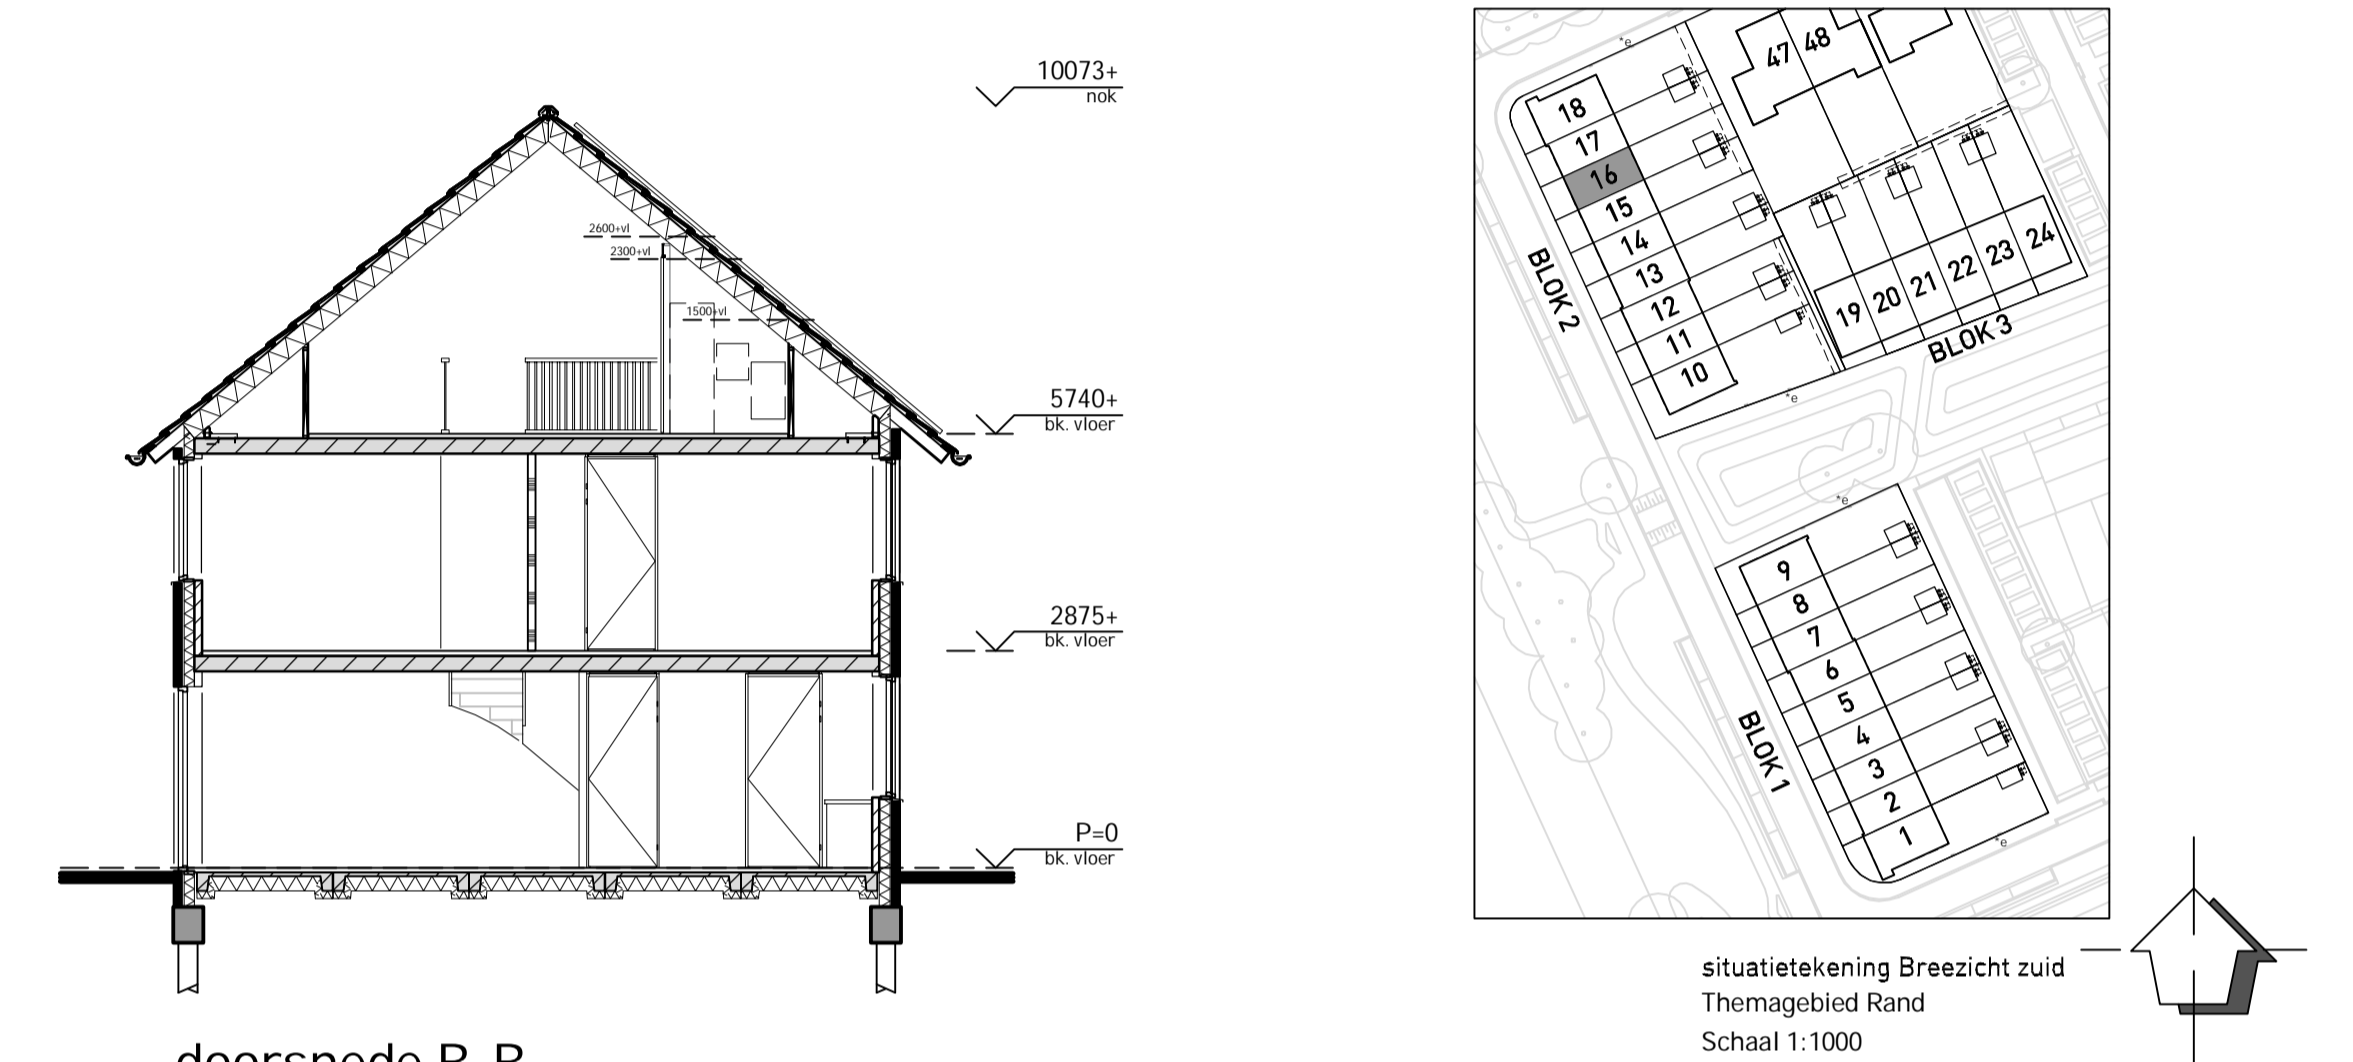 10073+
nok
2600+vl
2300+vl
1500+vl
5740+
bk. vloer
2875+
bk. vloer
P=0
bk. vloer
doorsnede B-B
*e
47
48
18
17
16
15
14
13
12
11
10
BLOK 2
19
20
21
22
23
24
BLOK 3
*e
*e
9
8
7
6
5
4
3
2
1
BLOK 1
*e
situatietekening Breezicht zuid
Themagebied Rand
Schaal 1:1000